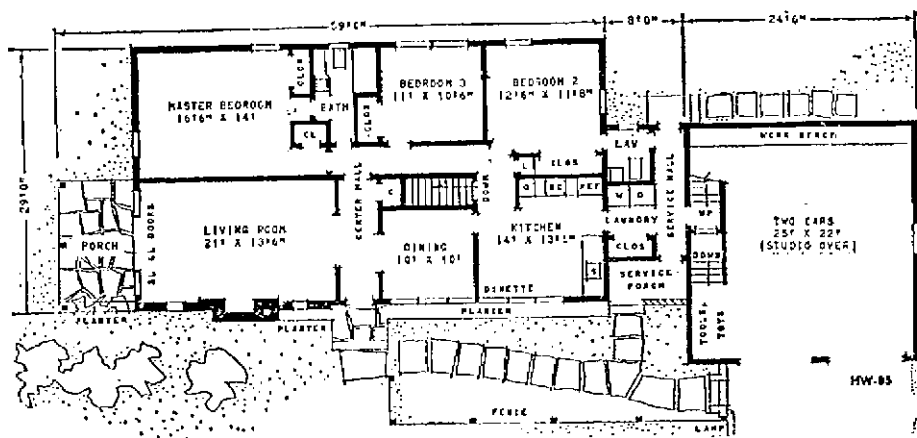 8'0"
24'6"
29'0"
MASTER BEDROOM
16'6" X 14'
CLOS
BATH
CL
CLOS
BEDROOM 3
11' X 10'6"
BEDROOM 2
12'6" X 11'8"
LAV
L
CLOS
WORK BENCH
SL GL DOORS
PORCH
LIVING ROOM
21' X 13'6"
CENTER HALL
C
DOWN
O
REF
KITCHEN
DINING
10' X 10'
DINETTE
S
W D
LAUNDRY
CLOS
SERVICE HALL
SERVICE
PORCH
UP
DOWN
TOOLS
TOYS
TWO CARS
25' X 22'
(STUDIO OVER)
PLANTER
PLANTER
PLANTER
FENCE
LAMP
HW-85